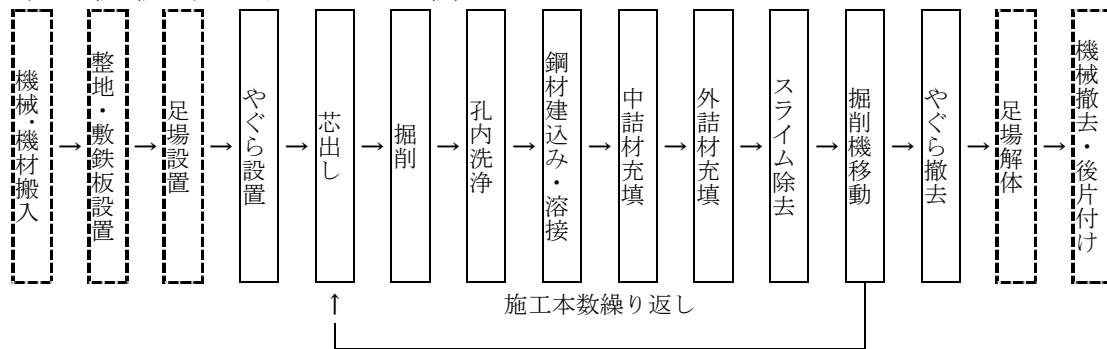 機械・機材搬入
→
整地・敷鉄板設置
→
足場設置
→
やぐら設置
→
芯出し
→
掘削
→
孔内洗浄
→
鋼材建込み・溶接
→
中詰材充填
→
外詰材充填
→
スライム除去
→
掘削機移動
→
やぐら撤去
→
足場解体
→
機械撤去・後片付け
↑
施工本数繰り返し